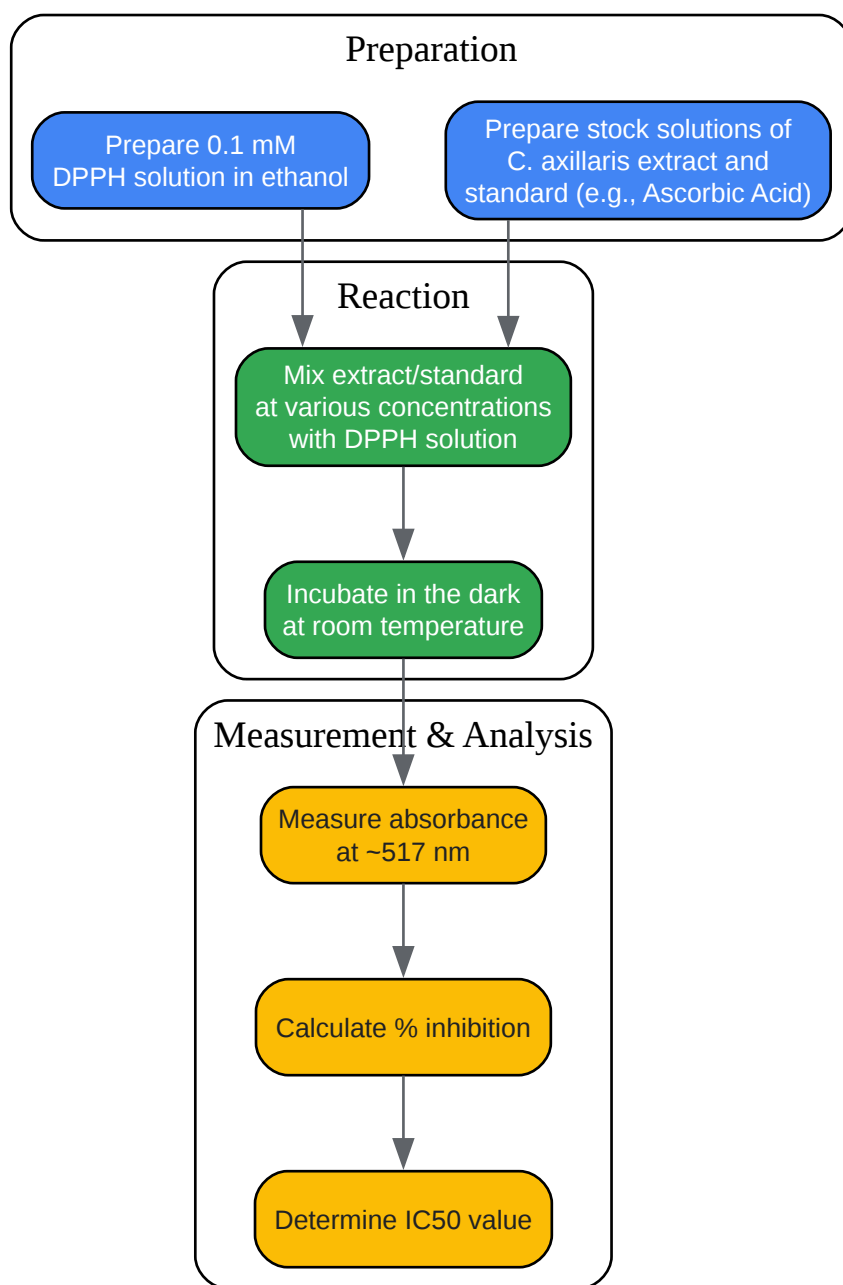 Preparation
Prepare 0.1 mM
DPPH solution in ethanol
Prepare stock solutions of
C. axillaris extract and
standard (e.g., Ascorbic Acid)
Reaction
Mix extract/standard
at various concentrations
with DPPH solution
Incubate in the dark
at room temperature
Measurement & Analysis
Measure absorbance
at ~517 nm
Calculate % inhibition
Determine IC50 value